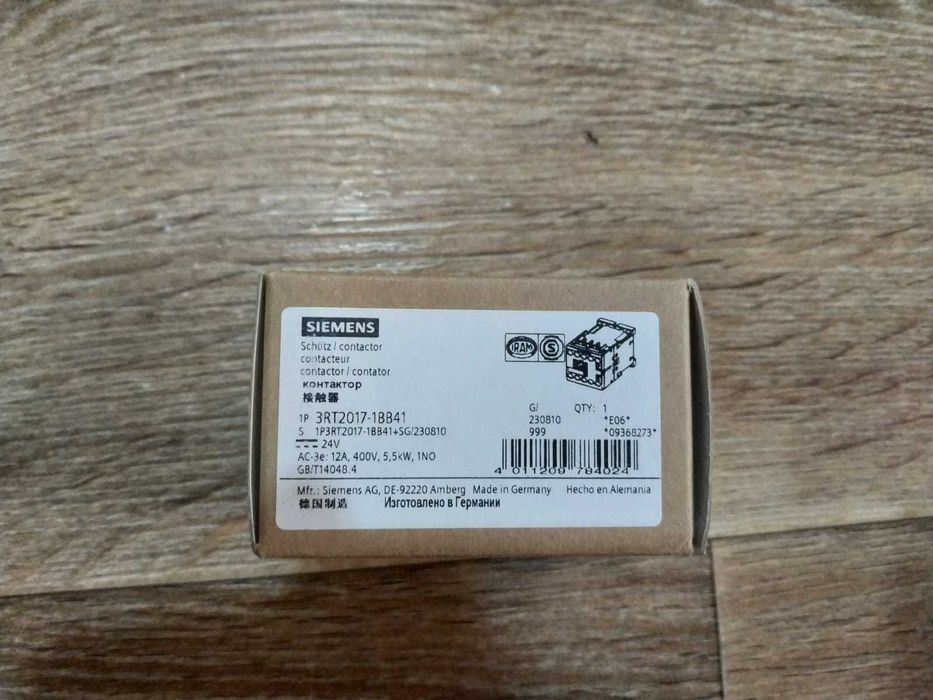 SIEMENS
Schütz / contactor
contacteur
contactor / contator
контактор
接触器
IRAM
S
1P 3RT2017-1BB41
S 1P3RT2017-1BB41+SG/230810
24V
AC-3e: 12A, 400V, 5,5kW, 1NO
GB/T14048.4
G/ QTY: 1
230810 *E06*
999 *09368273*
4 011209 784024
Mfr.: Siemens AG, DE-92220 Amberg Made in Germany Hecho en Alemania
德国制造 Изготовлено в Германии